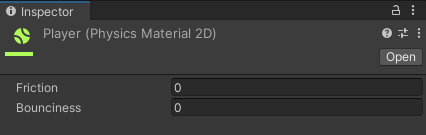 Inspector
Player (Physics Material 2D)
Open
Friction 0
Bounciness 0